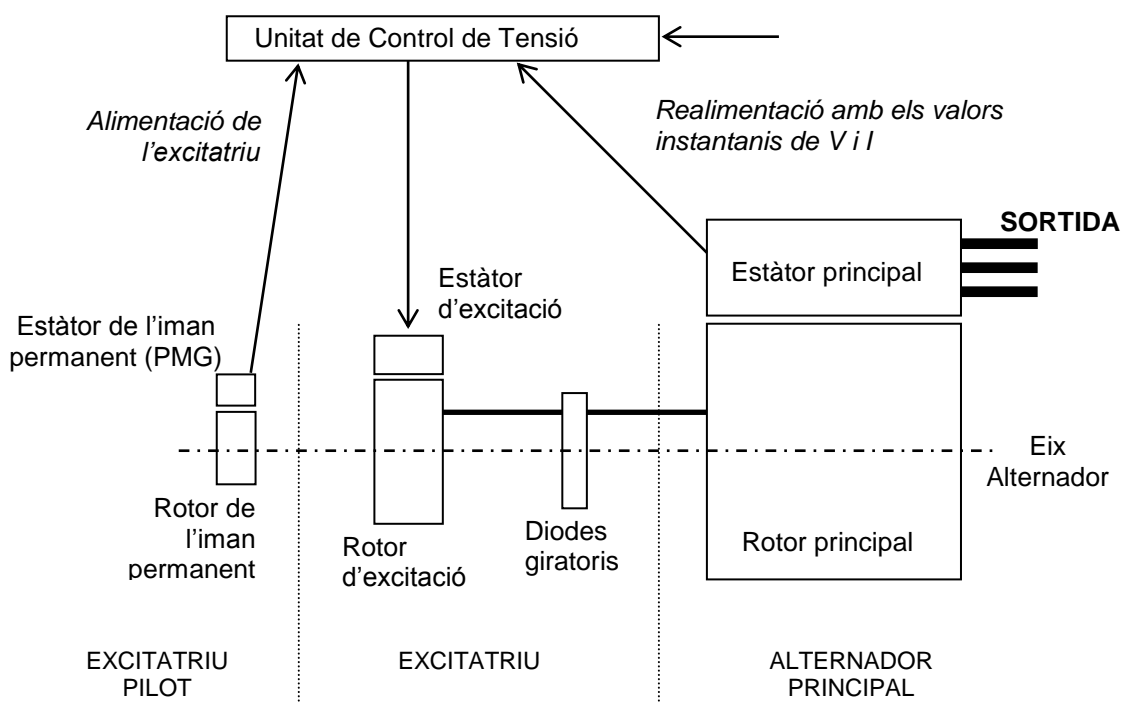 Unitat de Control de Tensió
Alimentació de
l’excitatriu
Realimentació amb els valors
instantanis de V i I
SORTIDA
Estàtor principal
Estàtor
d’excitació
Estàtor de l’iman
permanent (PMG)
Eix
Alternador
Rotor de
l’iman
permanent
Rotor
d’excitació
Diodes
giratoris
Rotor principal
EXCITATRIU
PILOT
EXCITATRIU
ALTERNADOR
PRINCIPAL